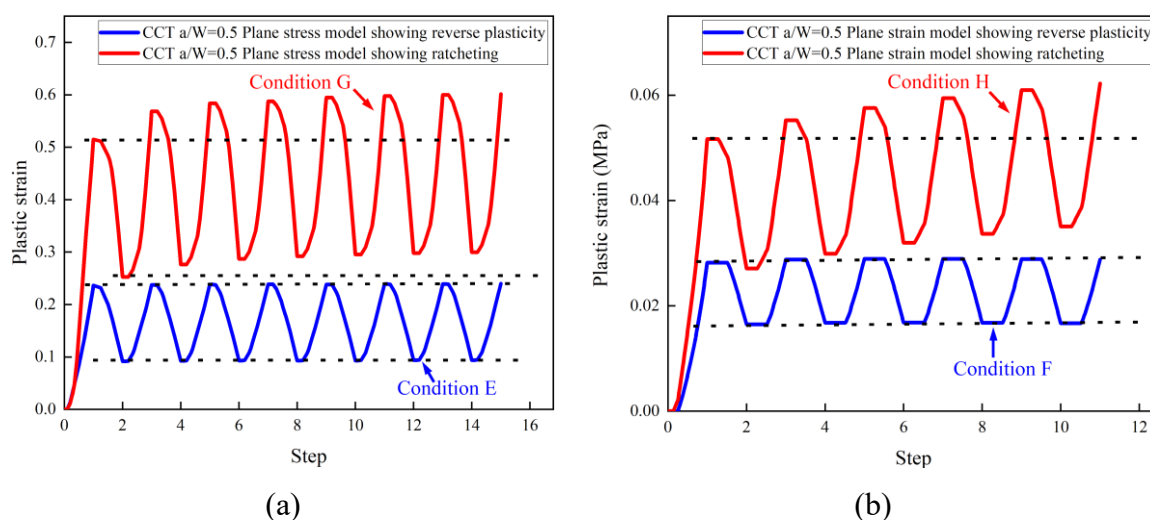 CCT a/W=0.5 Plane stress model showing reverse plasticity
CCT a/W=0.5 Plane stress model showing ratcheting
Condition G
Condition E
Plastic strain
0.7
0.6
0.5
0.4
0.3
0.2
0.1
0.0
0 2 4 6 8 10 12 14 16
Step
(a)
CCT a/W=0.5 Plane strain model showing reverse plasticity
CCT a/W=0.5 Plane strain model showing ratcheting
Condition H
Condition F
Plastic strain (MPa)
0.06
0.04
0.02
0.00
0 2 4 6 8 10 12
Step
(b)